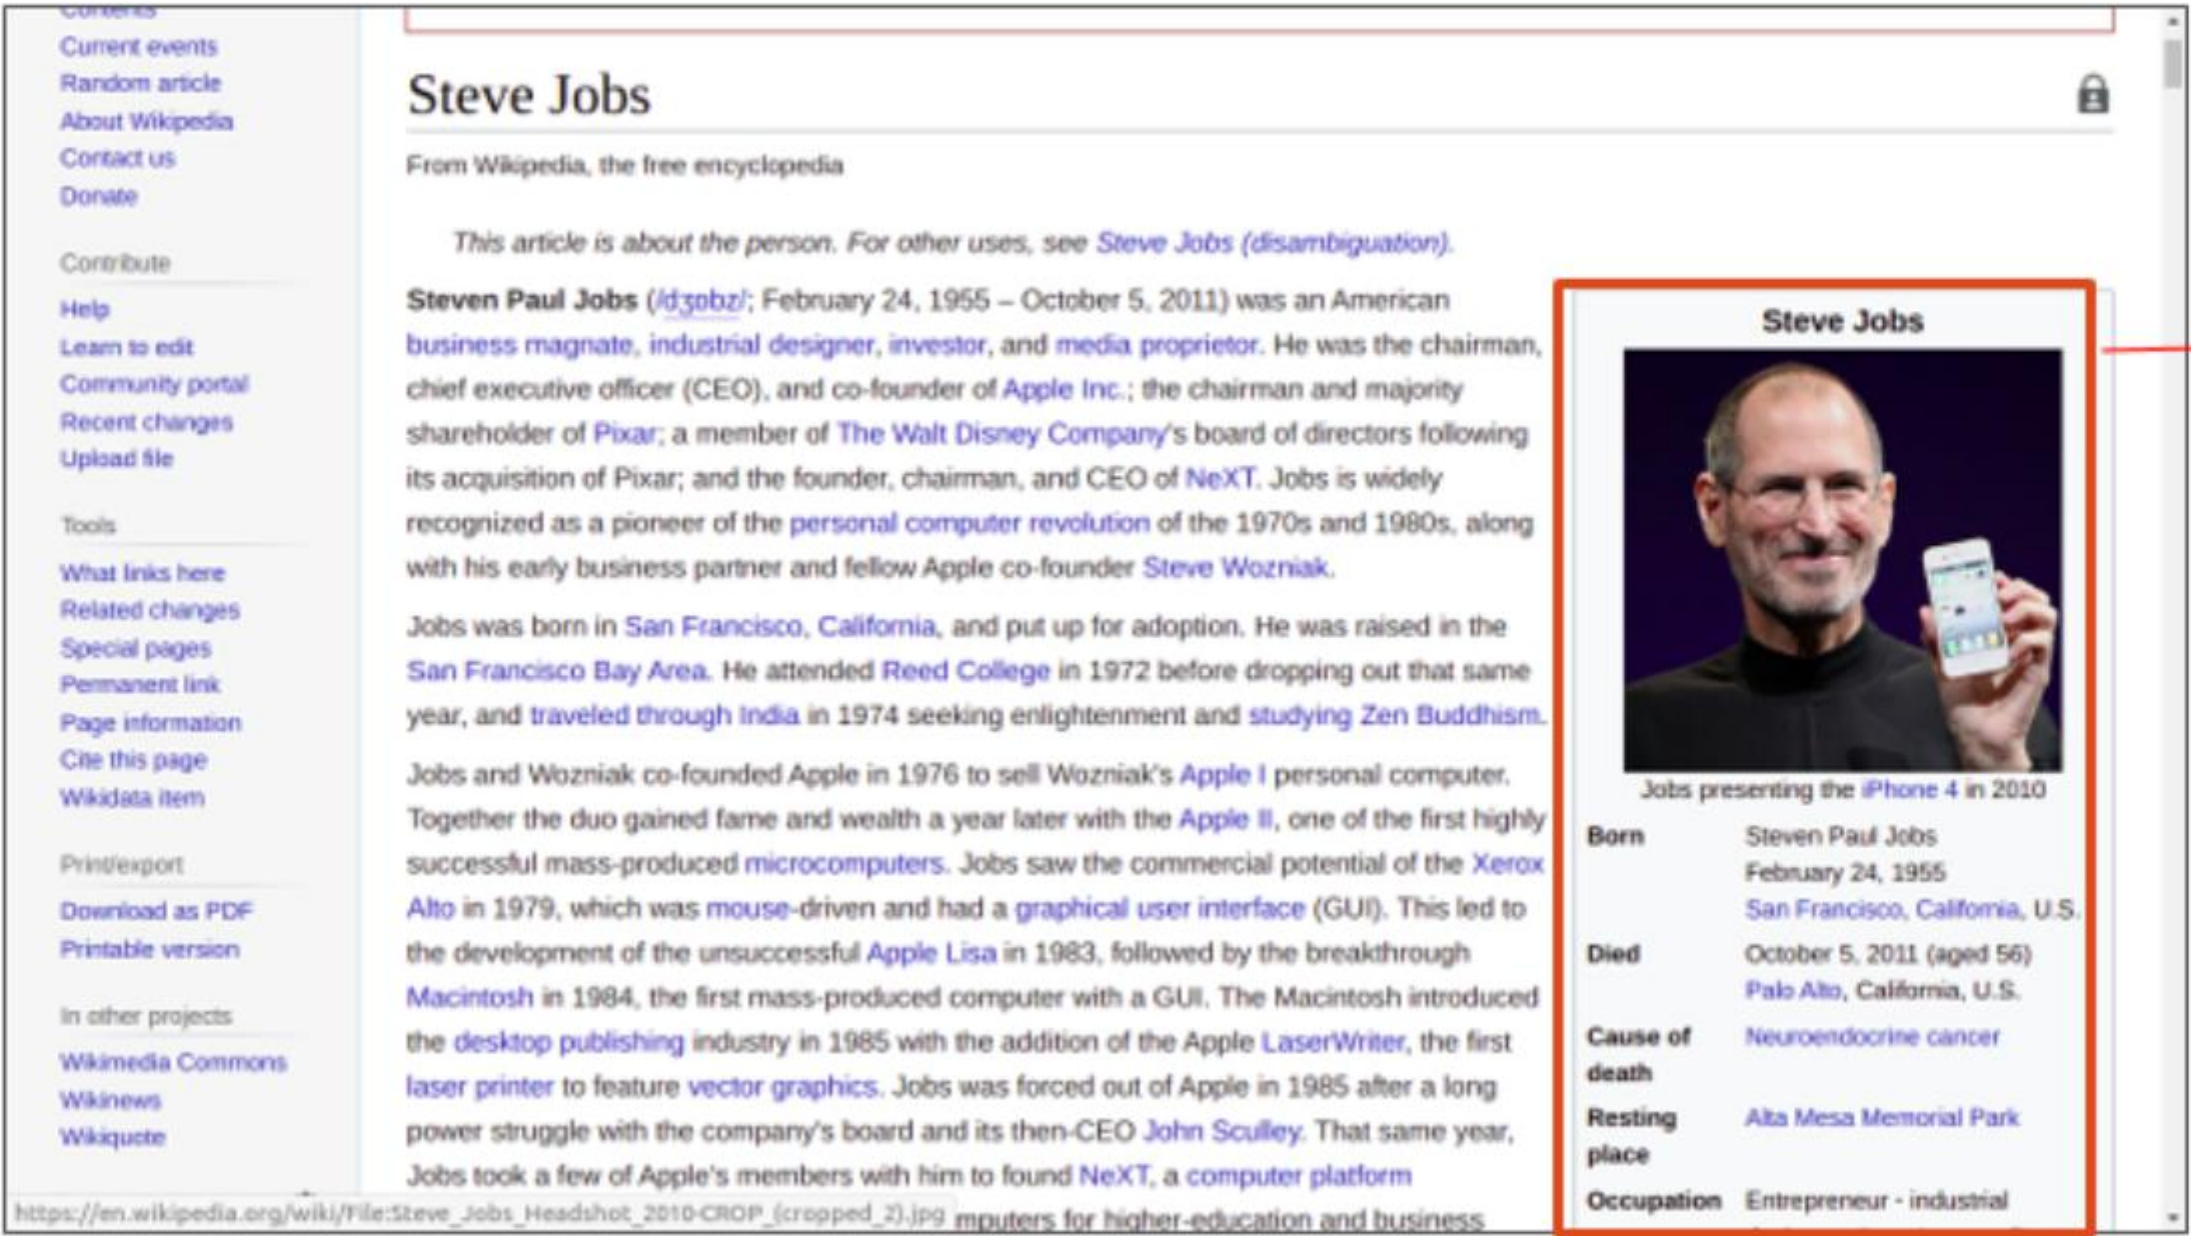 Contents
Current events
Random article
About Wikipedia
Contact us
Donate
Contribute
Help
Learn to edit
Community portal
Recent changes
Upload file
Tools
What links here
Related changes
Special pages
Permanent link
Page information
Cite this page
Wikidata item
Print/export
Download as PDF
Printable version
In other projects
Wikimedia Commons
Wikinews
Wikiquote
Steve Jobs
From Wikipedia, the free encyclopedia
This article is about the person. For other uses, see Steve Jobs (disambiguation).
Steven Paul Jobs (/dʒɒbz/; February 24, 1955 – October 5, 2011) was an American
business magnate, industrial designer, investor, and media proprietor. He was the chairman,
chief executive officer (CEO), and co-founder of Apple Inc.; the chairman and majority
shareholder of Pixar; a member of The Walt Disney Company's board of directors following
its acquisition of Pixar; and the founder, chairman, and CEO of NeXT. Jobs is widely
recognized as a pioneer of the personal computer revolution of the 1970s and 1980s, along
with his early business partner and fellow Apple co-founder Steve Wozniak.
Jobs was born in San Francisco, California, and put up for adoption. He was raised in the
San Francisco Bay Area. He attended Reed College in 1972 before dropping out that same
year, and traveled through India in 1974 seeking enlightenment and studying Zen Buddhism.
Jobs and Wozniak co-founded Apple in 1976 to sell Wozniak's Apple I personal computer.
Together the duo gained fame and wealth a year later with the Apple II, one of the first highly
successful mass-produced microcomputers. Jobs saw the commercial potential of the Xerox
Alto in 1979, which was mouse-driven and had a graphical user interface (GUI). This led to
the development of the unsuccessful Apple Lisa in 1983, followed by the breakthrough
Macintosh in 1984, the first mass-produced computer with a GUI. The Macintosh introduced
the desktop publishing industry in 1985 with the addition of the Apple LaserWriter, the first
laser printer to feature vector graphics. Jobs was forced out of Apple in 1985 after a long
power struggle with the company's board and its then-CEO John Sculley. That same year,
Jobs took a few of Apple's members with him to found NeXT, a computer platform
mputers for higher-education and business
Steve Jobs
Jobs presenting the iPhone 4 in 2010
Born Steven Paul Jobs
February 24, 1955
San Francisco, California, U.S.
Died October 5, 2011 (aged 56)
Palo Alto, California, U.S.
Cause of Neuroendocrine cancer
death
Resting Alta Mesa Memorial Park
place
Occupation Entrepreneur - industrial
https://en.wikipedia.org/wiki/File:Steve_Jobs_Headshot_2010-CROP_(cropped_2).jpg